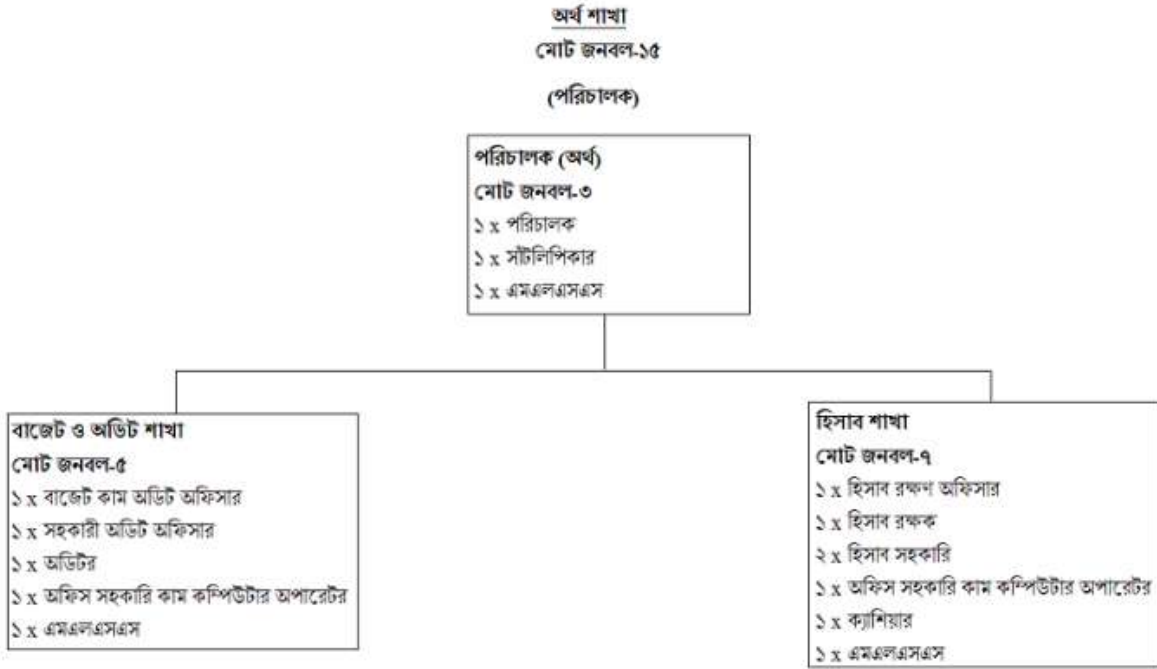 অর্থ শাখা
মোট জনবল-১৫
(পরিচালক)
পরিচালক (অর্থ)
মোট জনবল-৩
১ x পরিচালক
১ x সাঁটলিপিকার
১ x এমএলএসএস
বাজেট ও অডিট শাখা
মোট জনবল-৫
১ x বাজেট কাম অডিট অফিসার
১ x সহকারী অডিট অফিসার
১ x অডিটর
১ x অফিস সহকারি কাম কম্পিউটার অপারেটর
১ x এমএলএসএস
হিসাব শাখা
মোট জনবল-৭
১ x হিসাব রক্ষণ অফিসার
১ x হিসাব রক্ষক
২ x হিসাব সহকারি
১ x অফিস সহকারি কাম কম্পিউটার অপারেটর
১ x ক্যাশিয়ার
১ x এমএলএসএস